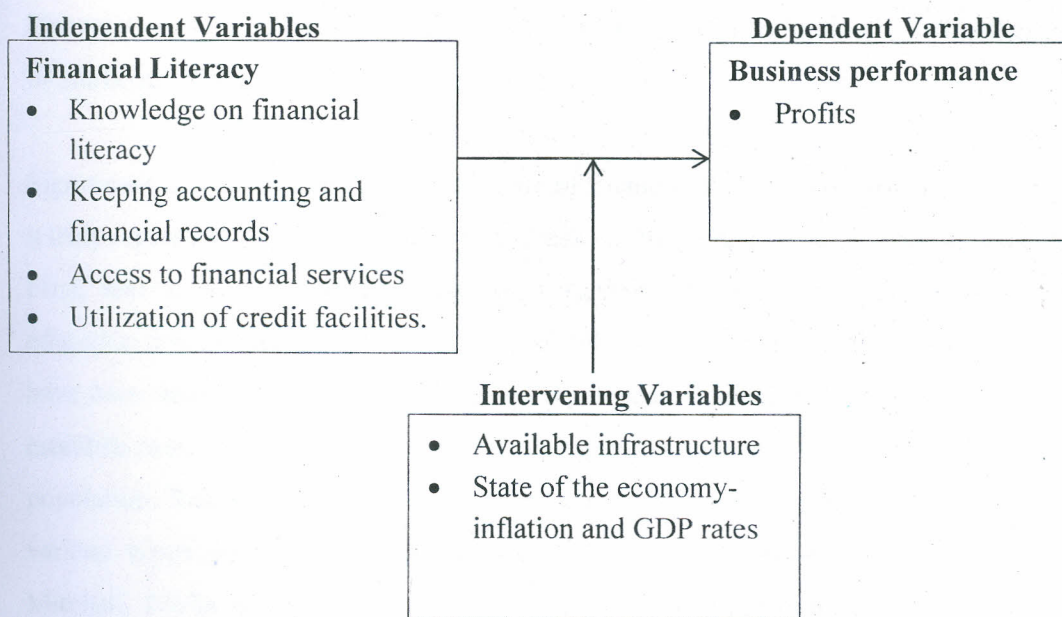 Independent Variables
Financial Literacy
• Knowledge on financial
literacy
• Keeping accounting and
financial records
• Access to financial services
• Utilization of credit facilities.
Dependent Variable
Business performance
• Profits
Intervening Variables
• Available infrastructure
• State of the economy-
inflation and GDP rates